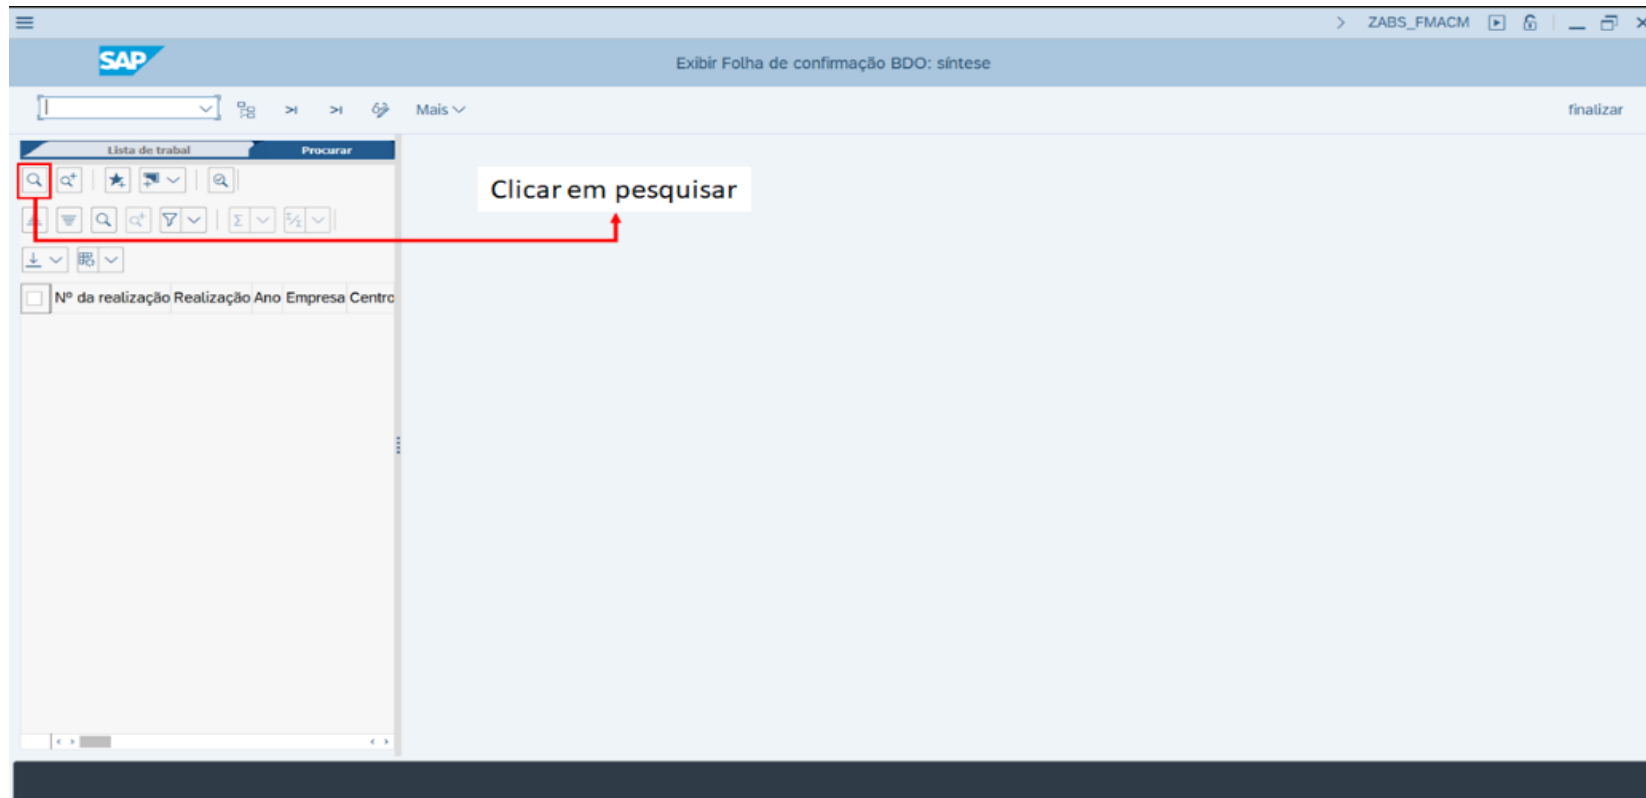 ZABS_FMACM
SAP
Exibir Folha de confirmação BDO: síntese
Mais
finalizar
Lista de trabal
Procurar
Clicar em pesquisar
Nº da realização Realização Ano Empresa Centro